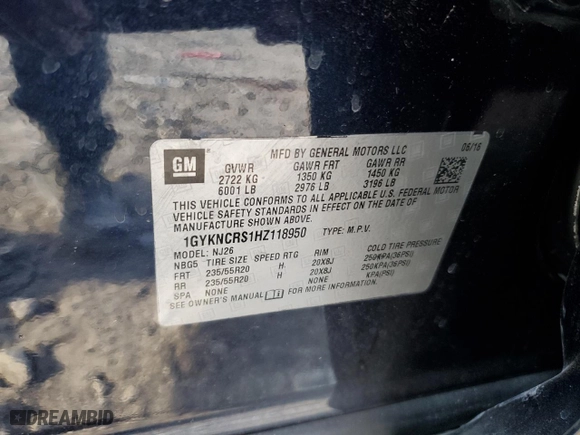 GM
MFD BY GENERAL MOTORS LLC 06/16
GVWR GAWR FRT GAWR RR
2722 KG 1350 KG 1450 KG
6001 LB 2976 LB 3196 LB
THIS VEHICLE CONFORMS TO ALL APPLICABLE U.S. FEDERAL MOTOR
VEHICLE SAFETY STANDARDS IN EFFECT ON THE DATE OF
MANUFACTURE SHOWN ABOVE.
1GYKNCRS1HZ118950 TYPE: M.P.V.
MODEL: NJ26
NBG5 TIRE SIZE SPEED RTG RIM COLD TIRE PRESSURE
FRT 235/55R20 H 20X8J 250KPA(36PSI)
RR 235/55R20 H 20X8J 250KPA(36PSI)
SPA NONE NONE KPA(PSI)
SEE OWNER'S MANUAL FOR MORE INFORMATION.
DREAMBID